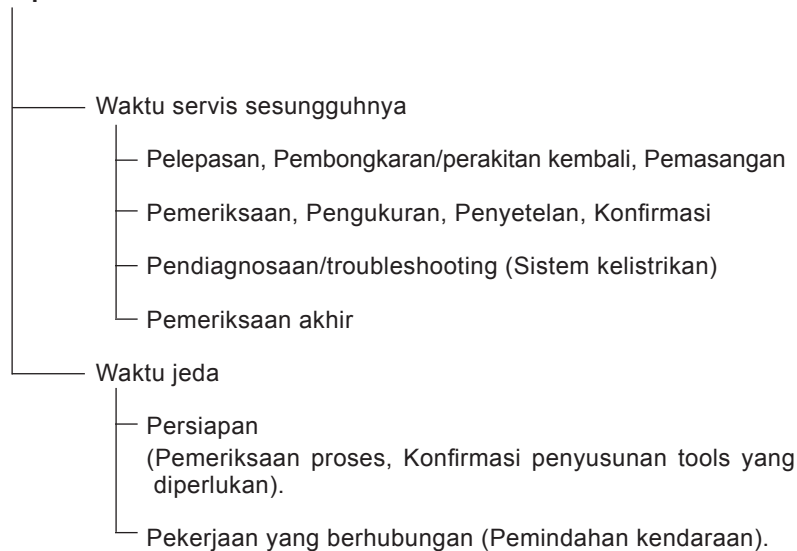 Waktu servis sesungguhnya
Pelepasan, Pembongkaran/perakitan kembali, Pemasangan
Pemeriksaan, Pengukuran, Penyetelan, Konfirmasi
Pendiagnosaan/troubleshooting (Sistem kelistrikan)
Pemeriksaan akhir
Waktu jeda
Persiapan
(Pemeriksaan proses, Konfirmasi penyusunan tools yang
diperlukan).
Pekerjaan yang berhubungan (Pemindahan kendaraan).